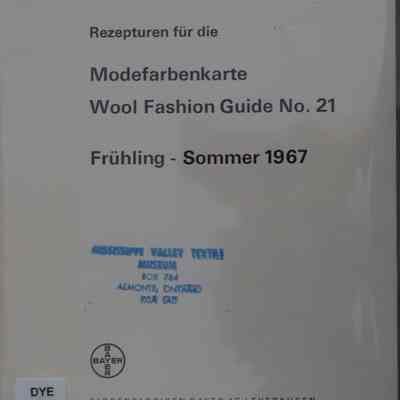 Rezepturen für die
Modefarbenkarte
Wool Fashion Guide No. 21
Frühling - Sommer 1967
MISSISSIPPI VALLEY TEXTILE
MUSEUM
BOX 784
ALMONTE, ONTARIO
BAYER
BAYER
DYE